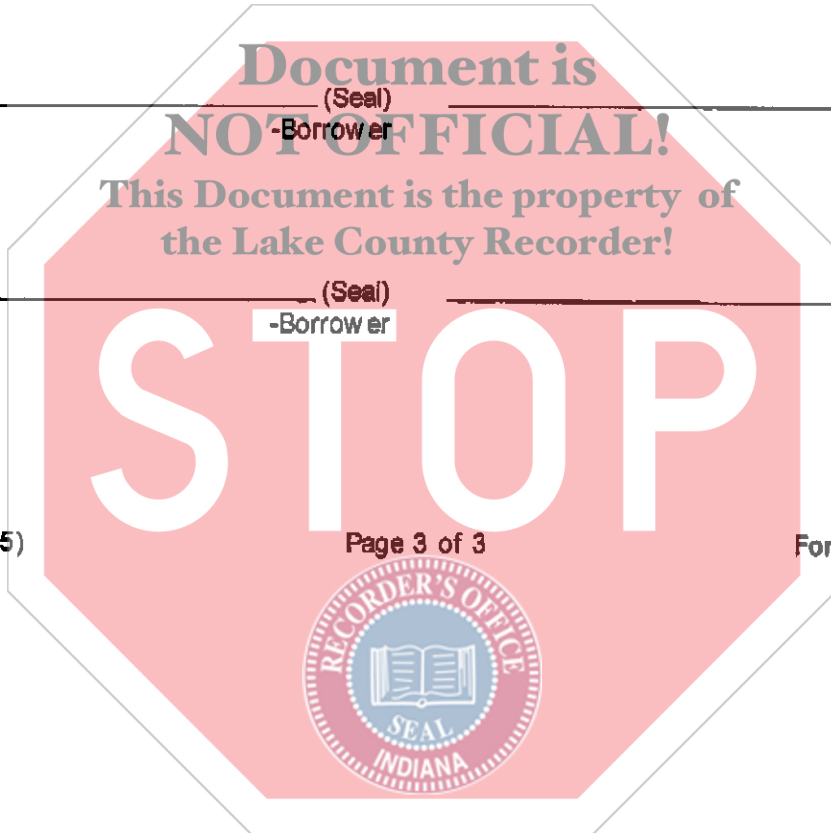 Document is
(Seal)
-Borrower
NOT OFFICIAL!
This Document is the property of
the Lake County Recorder!
(Seal)
-Borrower
STOP
5)
Page 3 of 3
For
RECORDER'S OFFICE
SEAL
INDIANA